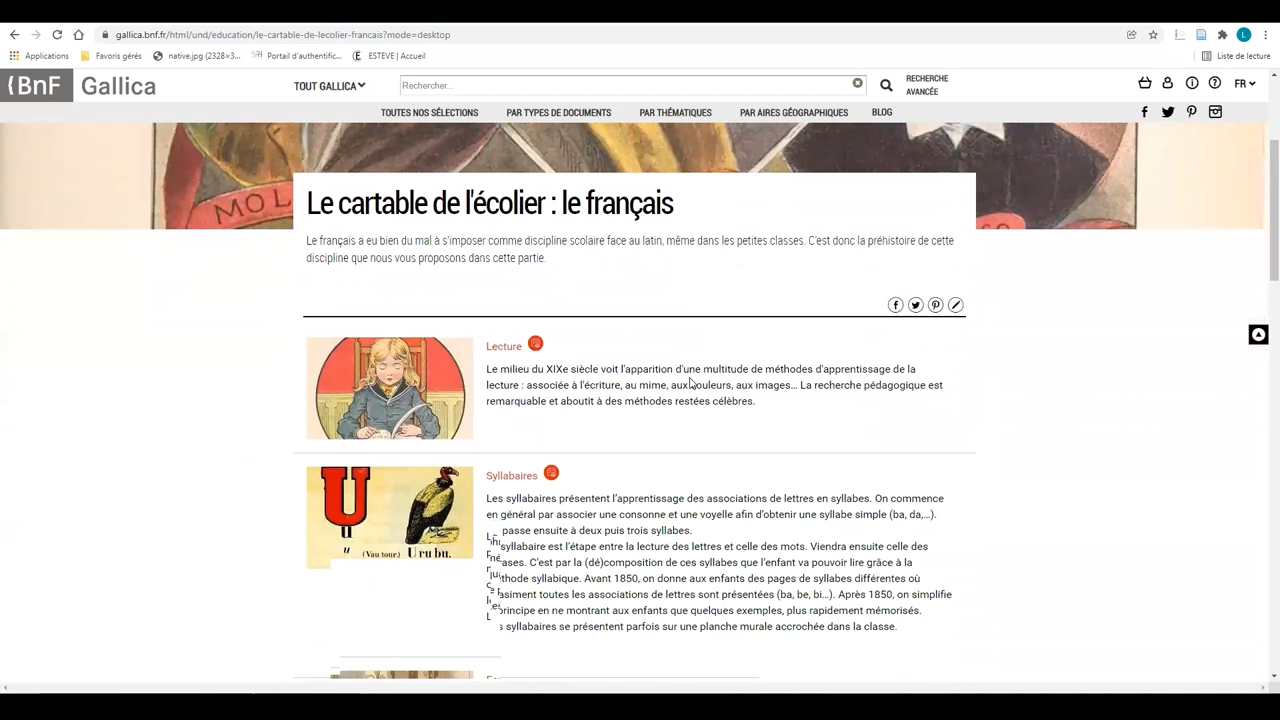 gallica.bnf.fr/html/und/education/le-cartable-de-lecolier-francais?mode=desktop
L
Applications
Favoris gérés
native.jpg (2328×3...
Portail d'authentific...
ESTEVE | Accueil
Liste de lecture
BnF Gallica
TOUT GALLICA
Rechercher...
RECHERCHE
AVANCÉE
FR
TOUTES NOS SÉLECTIONS
PAR TYPES DE DOCUMENTS
PAR THÉMATIQUES
PAR AIRES GÉOGRAPHIQUES
BLOG
MOL
SO
Le cartable de l'écolier : le français
Le français a eu bien du mal à s'imposer comme discipline scolaire face au latin, même dans les petites classes. C'est donc la préhistoire de cette
discipline que nous vous proposons dans cette partie.
Lecture
Le milieu du XIXe siècle voit l'apparition d'une multitude de méthodes d'apprentissage de la
lecture : associée à l'écriture, au mime, aux couleurs, aux images... La recherche pédagogique est
remarquable et aboutit à des méthodes restées célèbres.
U
u
(Vau tour.) U ru bu.
Syllabaires
Les syllabaires présentent l'apprentissage des associations de lettres en syllabes. On commence
en général par associer une consonne et une voyelle afin d'obtenir une syllabe simple (ba, da,...).
passe ensuite à deux puis trois syllabes.
syllabaire est l'étape entre la lecture des lettres et celle des mots. Viendra ensuite celle des
ases. C'est par la (dé)composition de ces syllabes que l'enfant va pouvoir lire grâce à la
thode syllabique. Avant 1850, on donne aux enfants des pages de syllabes différentes où
asiment toutes les associations de lettres sont présentées (ba, be, bi...). Après 1850, on simplifie
principe en ne montrant aux enfants que quelques exemples, plus rapidement mémorisés.
s syllabaires se présentent parfois sur une planche murale accrochée dans la classe.